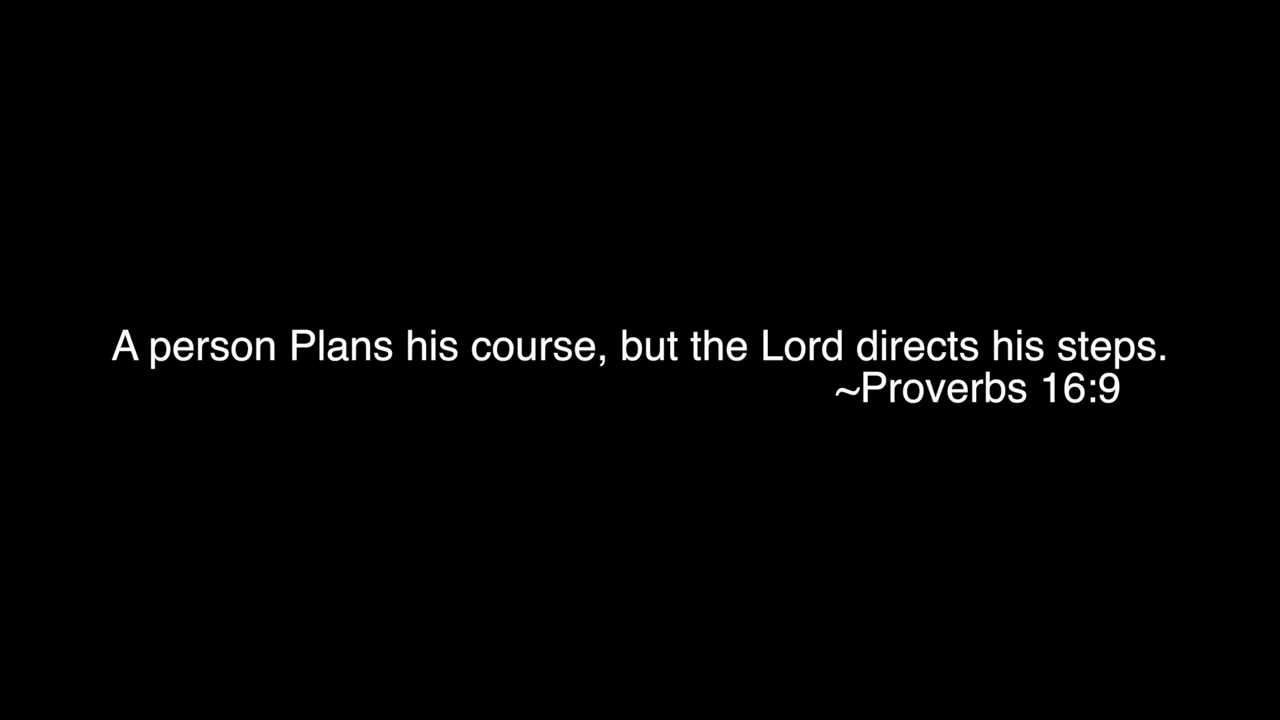 A person Plans his course, but the Lord directs his steps.
~Proverbs 16:9